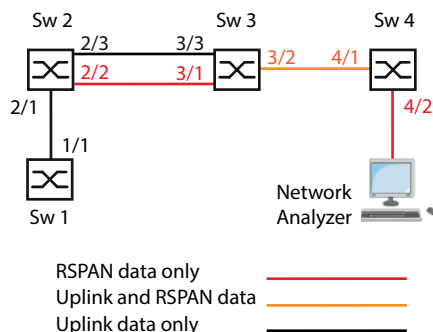 Sw 2
Sw 3
Sw 4
2/3
3/3
2/2
3/1
3/2
4/1
2/1
4/2
1/1
Sw 1
Network
Analyzer
RSPAN data only
Uplink and RSPAN data
Uplink data only